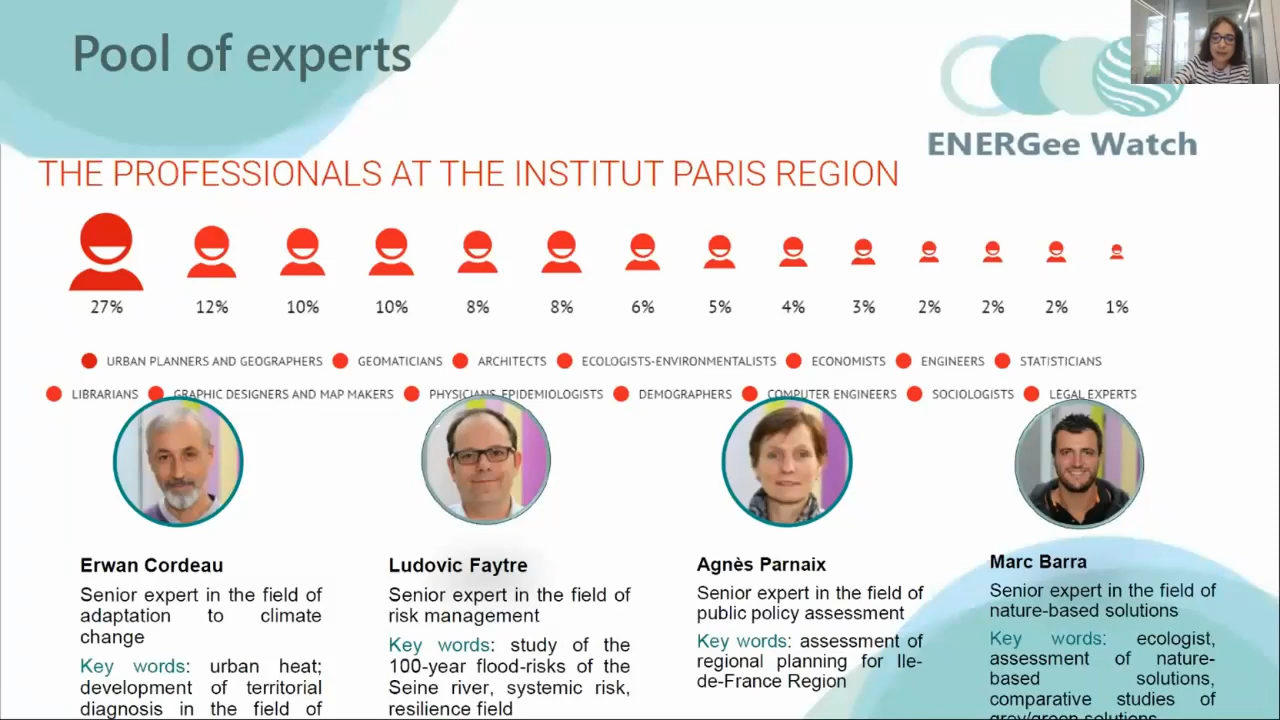 Pool of experts
ENERGee Watch
THE PROFESSIONALS AT THE INSTITUT PARIS REGION
27% 12% 10% 10% 8% 8% 6% 5% 4% 3% 2% 2% 2% 1%
URBAN PLANNERS AND GEOGRAPHERS GEOMATICIANS ARCHITECTS ECOLOGISTS-ENVIRONMENTALISTS ECONOMISTS ENGINEERS STATISTICIANS
LIBRARIANS GRAPHIC DESIGNERS AND MAP MAKERS PHYSICIANS-EPIDEMIOLOGISTS DEMOGRAPHERS COMPUTER ENGINEERS SOCIOLOGISTS LEGAL EXPERTS
Erwan Cordeau
Senior expert in the field of
adaptation to climate
change
Key words: urban heat;
development of territorial
diagnosis in the field of
Ludovic Faytre
Senior expert in the field of
risk management
Key words: study of the
100-year flood-risks of the
Seine river, systemic risk,
resilience field
Agnès Parnaix
Senior expert in the field of
public policy assessment
Key words: assessment of
regional planning for Ile-
de-France Region
Marc Barra
Senior expert in the field of
nature-based solutions
Key words: ecologist,
assessment of nature-
based solutions,
comparative studies of
grey/green solutions